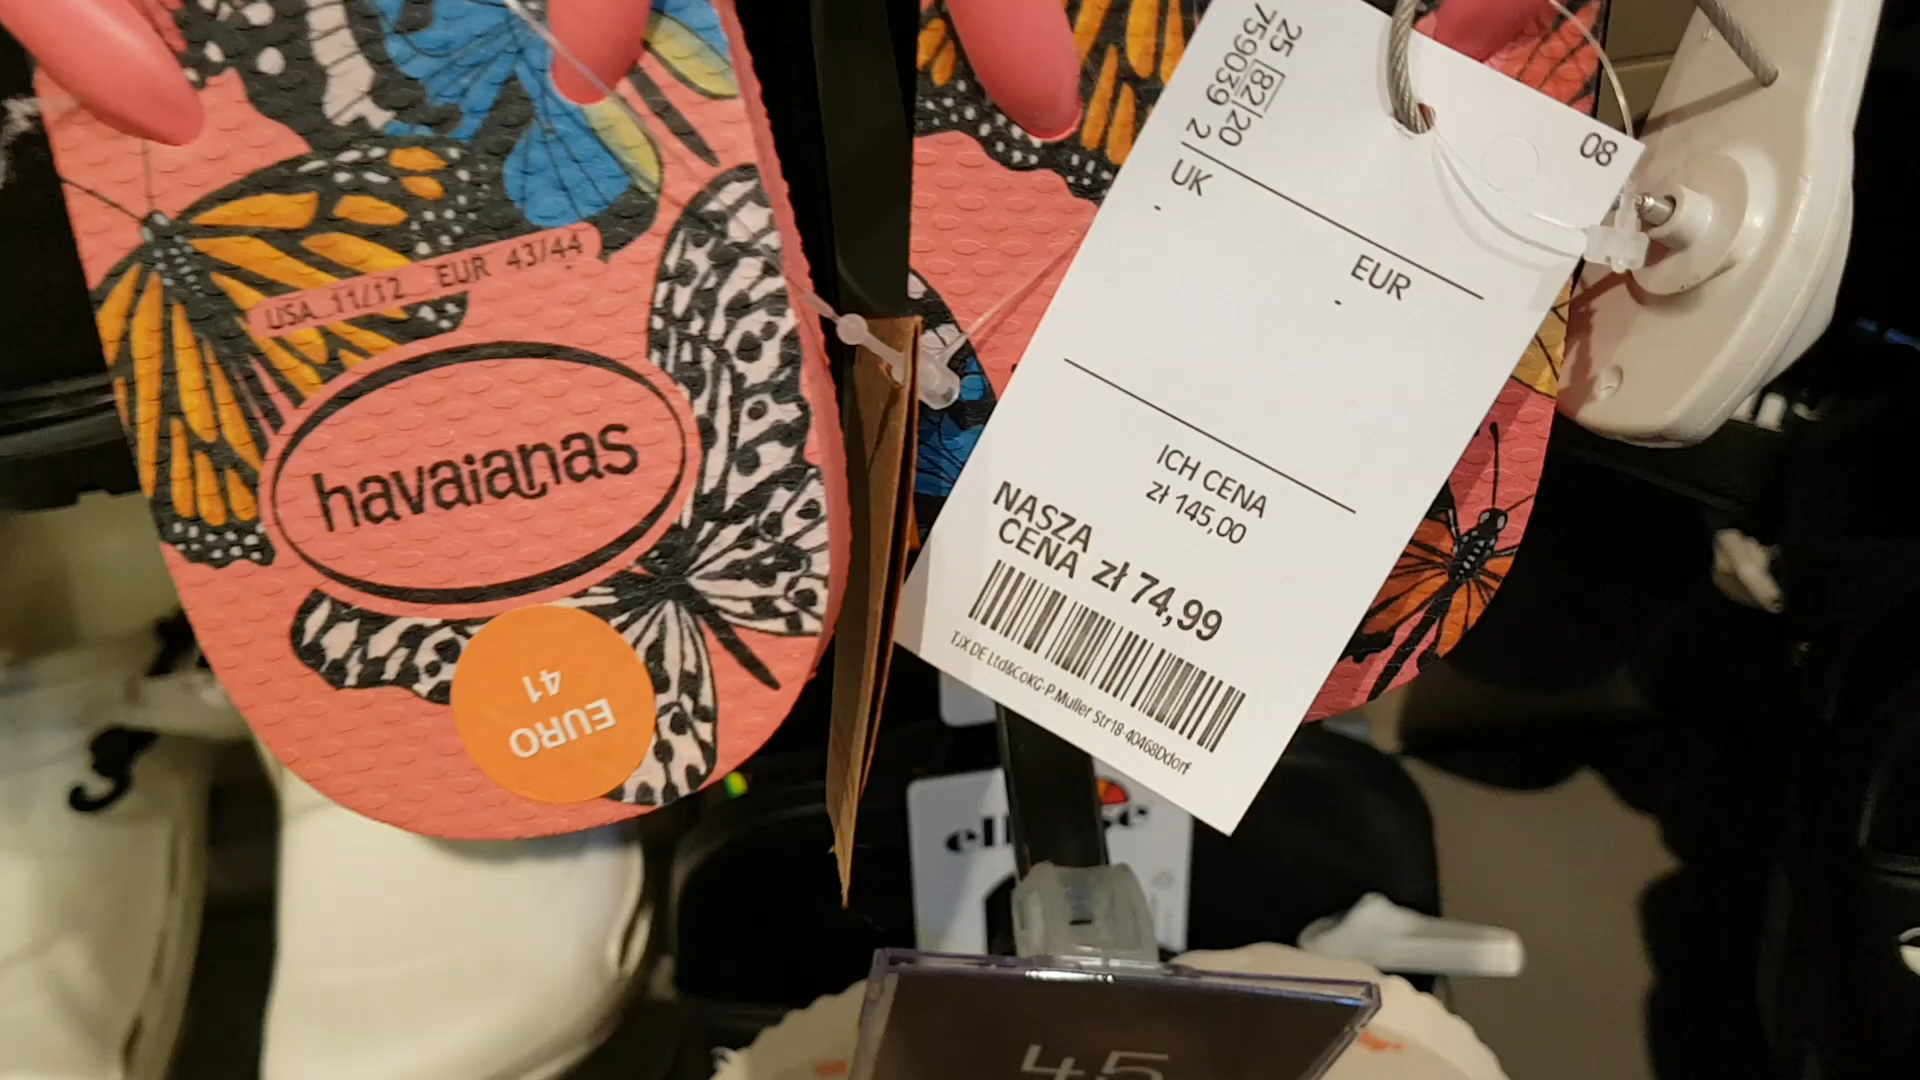 USA 11/12 EUR 43/44
havaianas
EURO
41
25 82 20
759039 2
08
UK
-
EUR
-
ICH CENA
zł 145,00
NASZA
CENA zł 74,99
TJX DE Ltd&CoKG-P.Muller Str18-40468Ddorf
45